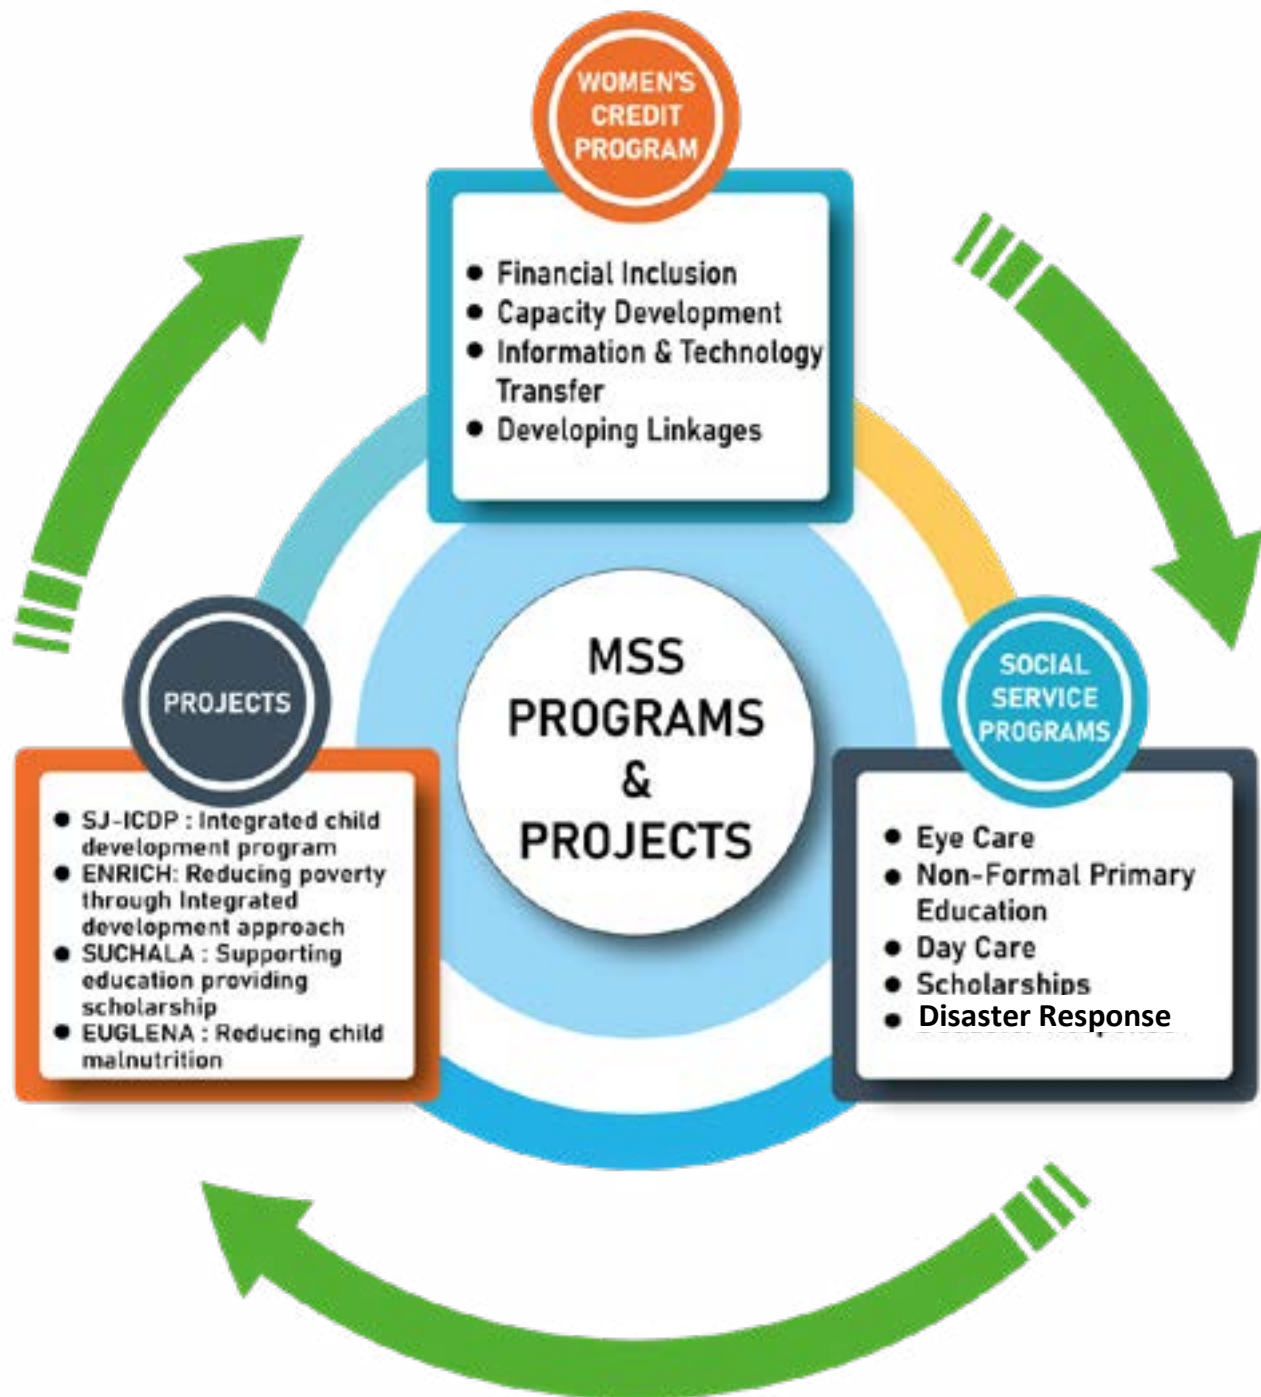 WOMEN'S
CREDIT
PROGRAM
● Financial Inclusion
● Capacity Development
● Information & Technology
Transfer
● Developing Linkages
MSS
PROGRAMS
&
PROJECTS
PROJECTS
● SJ-ICDP : Integrated child
development program
● ENRICH: Reducing poverty
through Integrated
development approach
● SUCHALA : Supporting
education providing
scholarship
● EUGLENA : Reducing child
malnutrition
SOCIAL
SERVICE
PROGRAMS
● Eye Care
● Non-Formal Primary
Education
● Day Care
● Scholarships
● Disaster Response